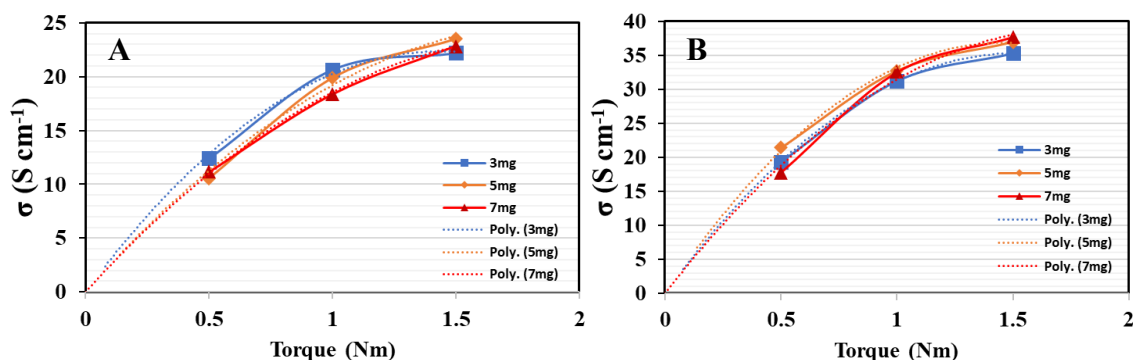 A
σ (S cm⁻¹)
25
20
15
10
5
0
0
0.5
1
1.5
2
Torque (Nm)
3mg
5mg
7mg
Poly. (3mg)
Poly. (5mg)
Poly. (7mg)
B
σ (S cm⁻¹)
40
35
30
25
20
15
10
5
0
0
0.5
1
1.5
2
Torque (Nm)
3mg
5mg
7mg
Poly. (3mg)
Poly. (5mg)
Poly. (7mg)